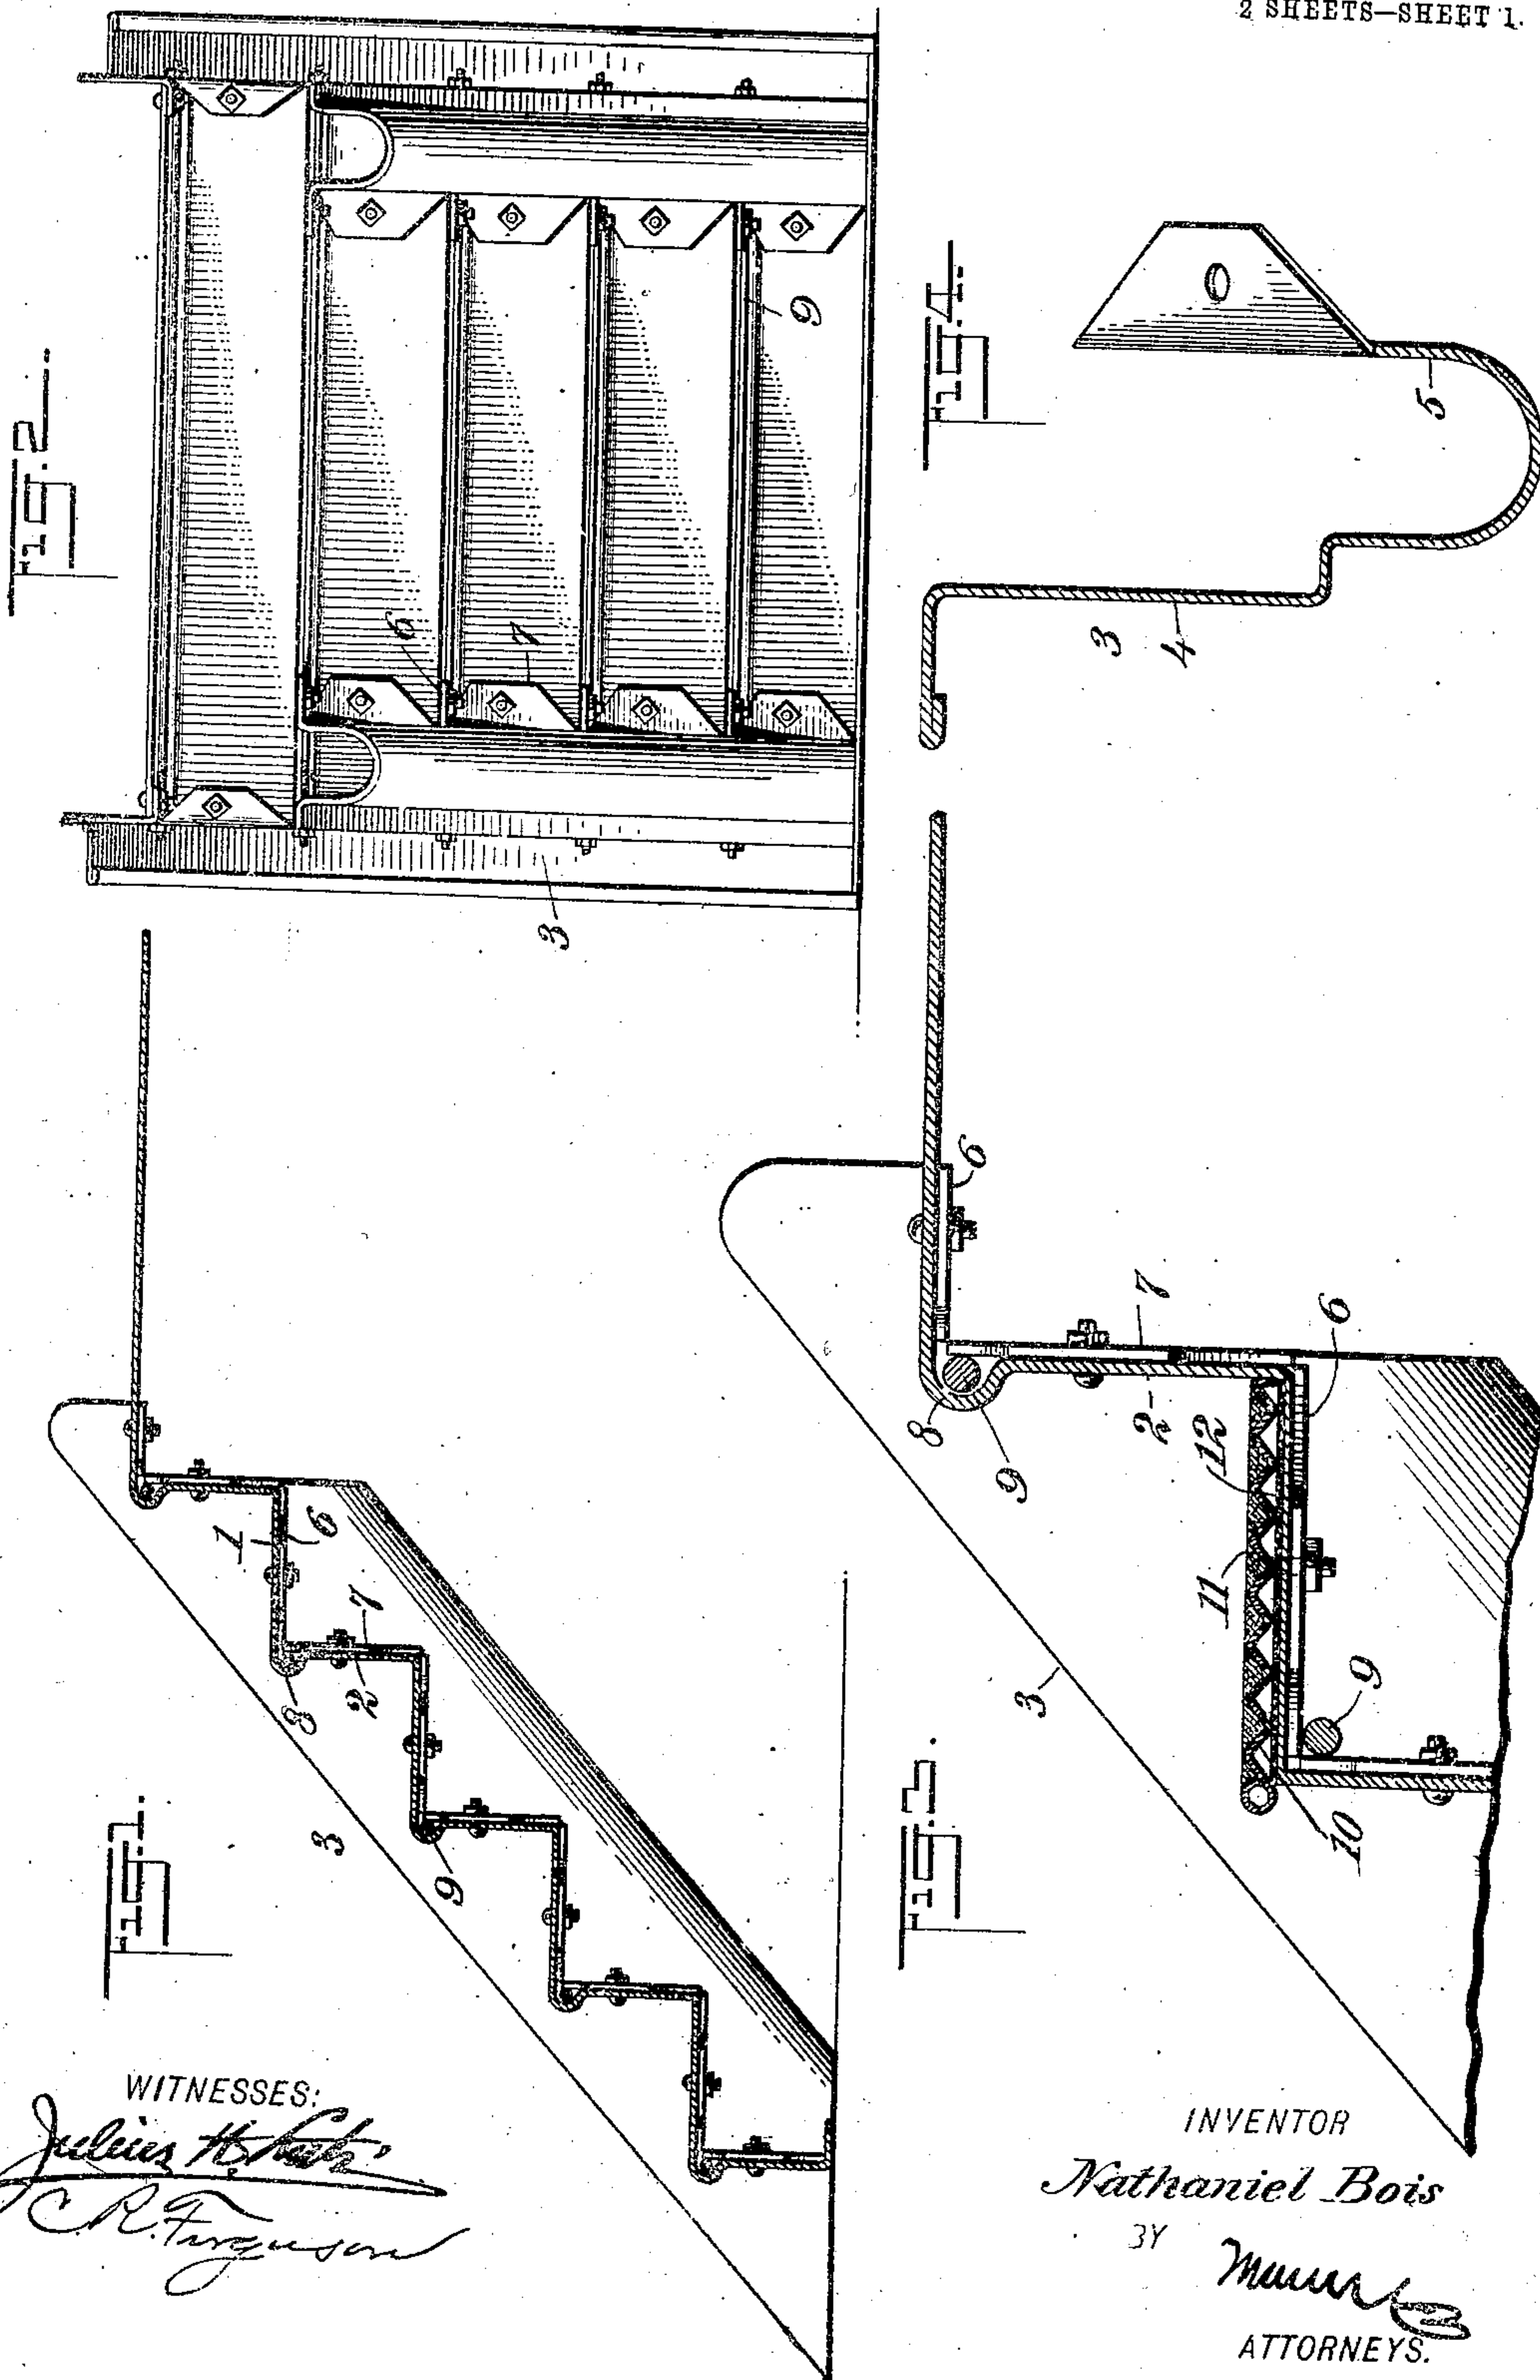 2 SHEETS—SHEET 1.
Fig. 2.
6
7
9
3
Fig. 4.
3
4
5
Fig. 1.
1
6
7
2
8
3
9
Fig. 3.
6
7
2
8
9
12
6
11
3
9
10
WITNESSES:
C. R. Ferguson
INVENTOR
Nathaniel Bois
BY
ATTORNEYS.